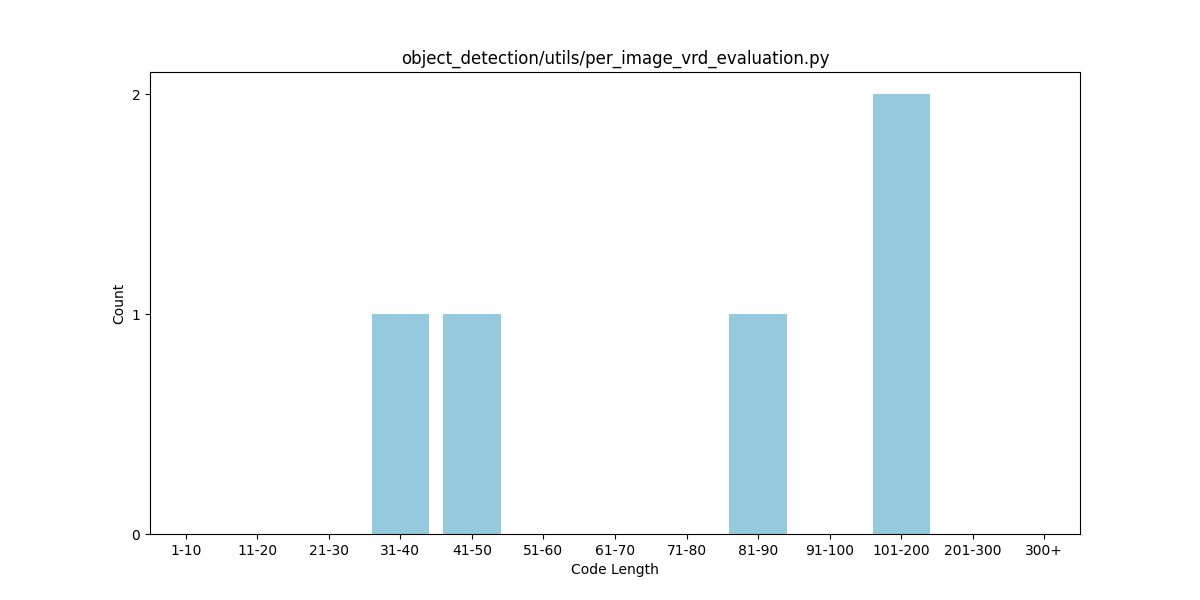 object_detection/utils/per_image_vrd_evaluation.py
2
1
0
Count
1-10 11-20 21-30 31-40 41-50 51-60 61-70 71-80 81-90 91-100 101-200 201-300 300+
Code Length